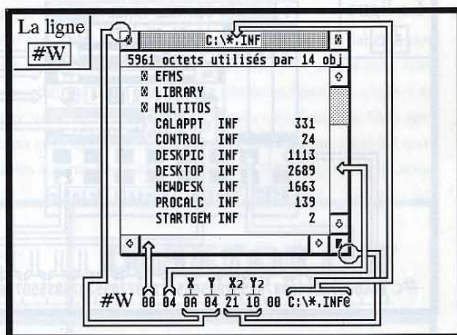 La ligne
#W
C:\*.INF
5961 octets utilisés par 14 obj
EFMS
LIBRARY
MULTITOS
CALAPPT INF 331
CONTROL INF 24
DESKPIC INF 1113
DESKTOP INF 2689
NEWDESK INF 1663
PROCALC INF 139
STARTGEM INF 2
X Y X2 Y2
#W 00 04 0A 04 21 10 00 C:\*.INF@